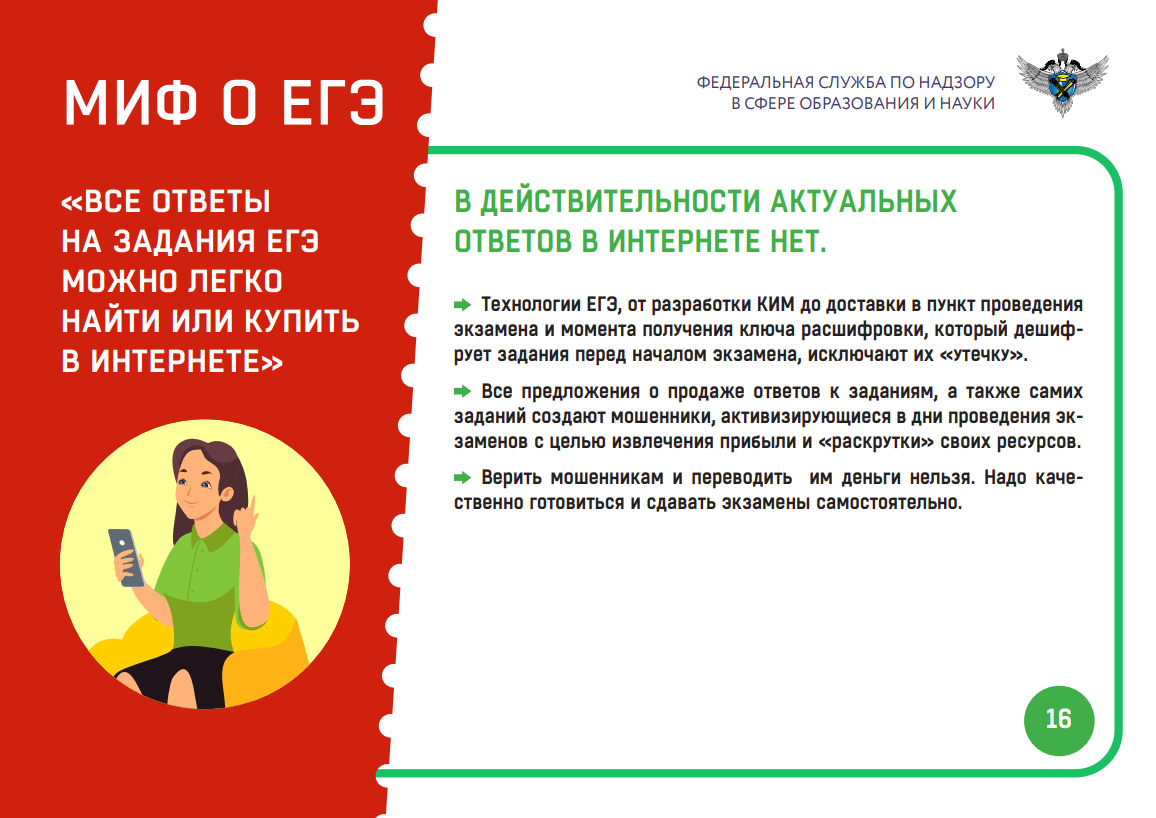 МИФ О ЕГЭ
«ВСЕ ОТВЕТЫ
НА ЗАДАНИЯ ЕГЭ
МОЖНО ЛЕГКО
НАЙТИ ИЛИ КУПИТЬ
В ИНТЕРНЕТЕ»
ФЕДЕРАЛЬНАЯ СЛУЖБА ПО НАДЗОРУ
В СФЕРЕ ОБРАЗОВАНИЯ И НАУКИ
В ДЕЙСТВИТЕЛЬНОСТИ АКТУАЛЬНЫХ
ОТВЕТОВ В ИНТЕРНЕТЕ НЕТ.
Технологии ЕГЭ, от разработки КИМ до доставки в пункт проведения
экзамена и момента получения ключа расшифровки, который дешиф-
рует задания перед началом экзамена, исключают их «утечку».
Все предложения о продаже ответов к заданиям, а также самих
заданий создают мошенники, активизирующиеся в дни проведения эк-
заменов с целью извлечения прибыли и «раскрутки» своих ресурсов.
Верить мошенникам и переводить им деньги нельзя. Надо каче-
ственно готовиться и сдавать экзамены самостоятельно.
16